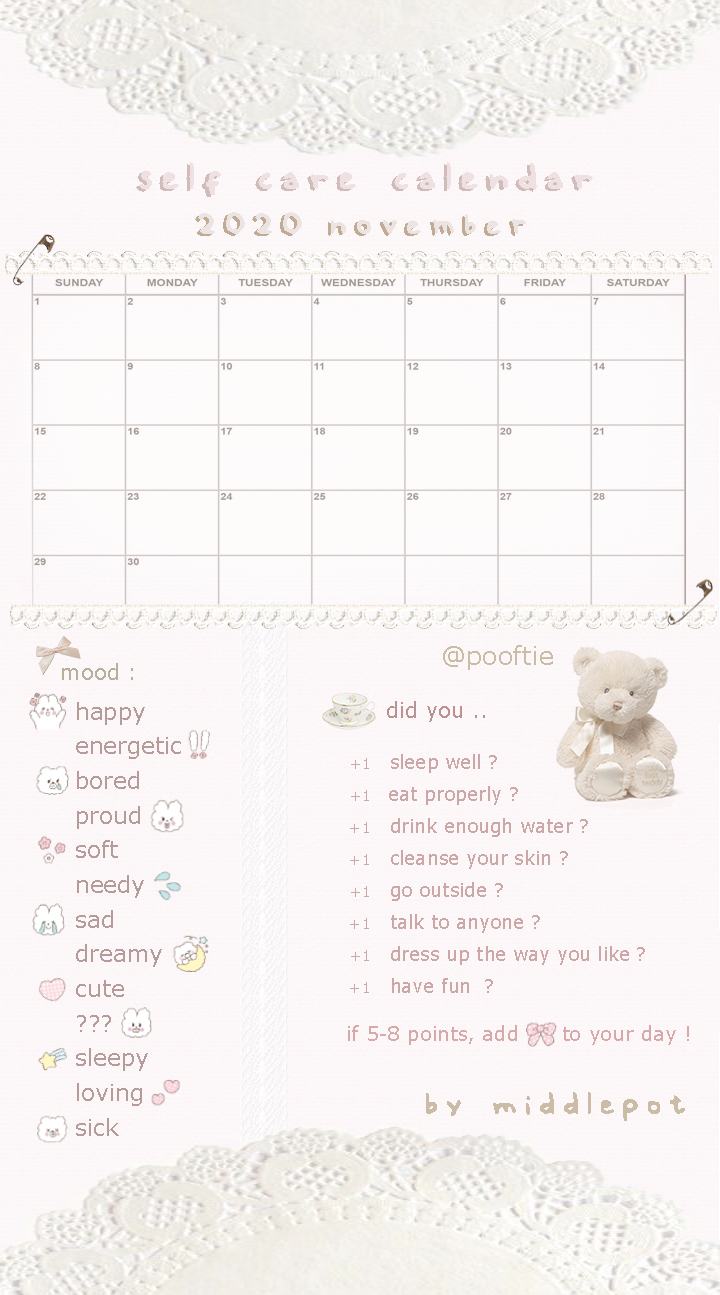 self care calendar
2020 november
SUNDAY MONDAY TUESDAY WEDNESDAY THURSDAY FRIDAY SATURDAY
1 2 3 4 5 6 7
8 9 10 11 12 13 14
15 16 17 18 19 20 21
22 23 24 25 26 27 28
29 30
mood :
happy
energetic
bored
proud
soft
needy
sad
dreamy
cute
???
sleepy
loving
sick
@pooftie
did you ..
+1 sleep well ?
+1 eat properly ?
+1 drink enough water ?
+1 cleanse your skin ?
+1 go outside ?
+1 talk to anyone ?
+1 dress up the way you like ?
+1 have fun ?
if 5-8 points, add to your day !
by middlepot